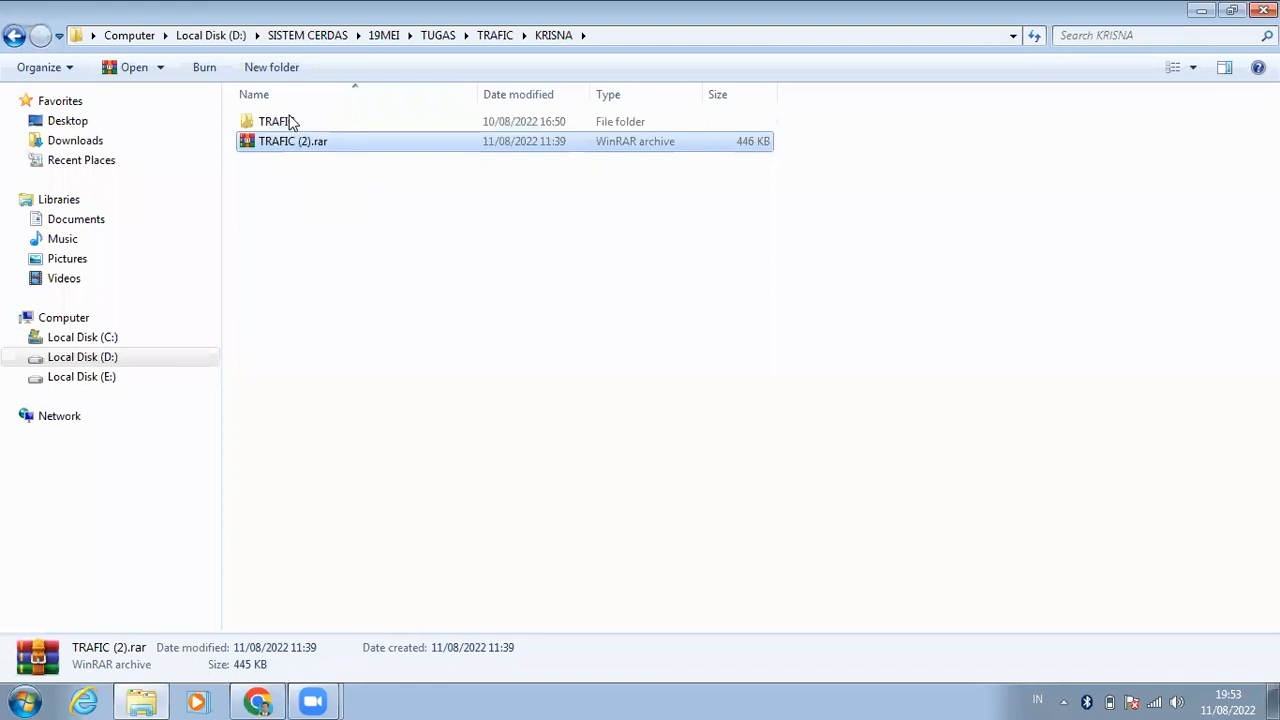 Computer Local Disk (D:) SISTEM CERDAS 19MEI TUGAS TRAFIC KRISNA
Search KRISNA
Organize Open Burn New folder
Name Date modified Type Size
Favorites
Desktop
Downloads
Recent Places
Libraries
Documents
Music
Pictures
Videos
Computer
Local Disk (C:)
Local Disk (D:)
Local Disk (E:)
Network
TRAFIC 10/08/2022 16:50 File folder
TRAFIC (2).rar 11/08/2022 11:39 WinRAR archive 446 KB
TRAFIC (2).rar Date modified: 11/08/2022 11:39 Date created: 11/08/2022 11:39
WinRAR archive Size: 445 KB
IN
19:53
11/08/2022